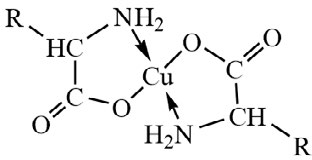 R HC NH₂ O C O
Cu
O C O H₂N CH R